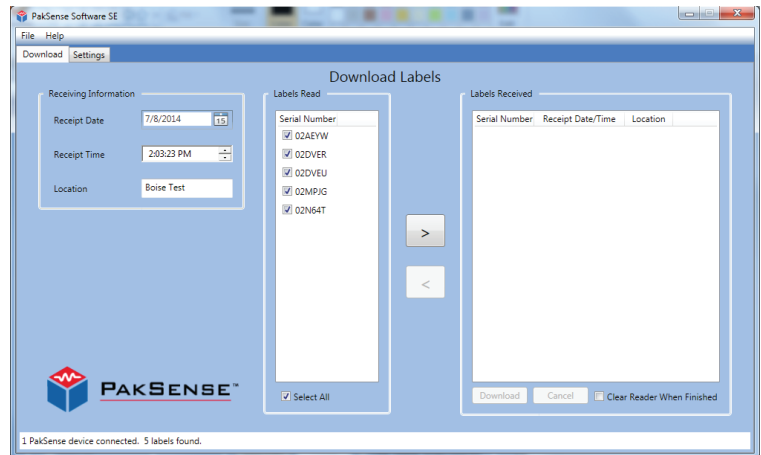 PakSense Software SE
File Help
Download Settings
Download Labels
Receiving Information
Receipt Date 7/8/2014 15
Receipt Time 2:03:23 PM
Location Boise Test
Labels Read
Serial Number
02AEYW
02DVER
02DVEU
02MPJG
02N64T
Select All
>
<
Labels Received
Serial Number Receipt Date/Time Location
Download Cancel Clear Reader When Finished
PAKSENSE™
1 PakSense device connected. 5 labels found.